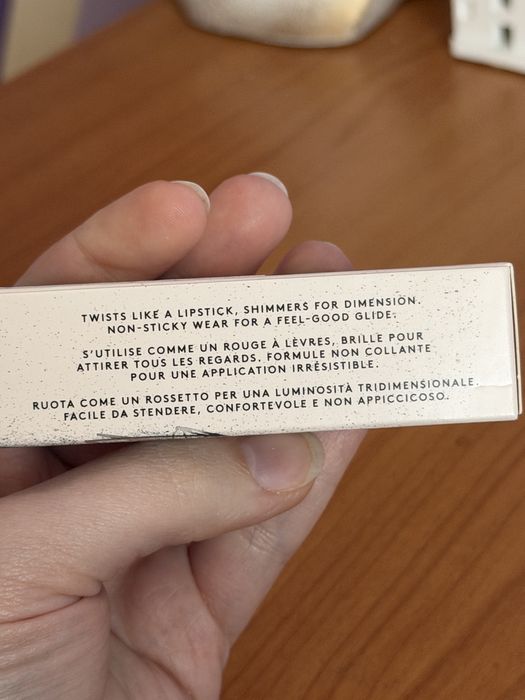 TWISTS LIKE A LIPSTICK, SHIMMERS FOR DIMENSION.
NON-STICKY WEAR FOR A FEEL-GOOD GLIDE.
S'UTILISE COMME UN ROUGE À LÈVRES, BRILLE POUR
ATTIRER TOUS LES REGARDS. FORMULE NON COLLANTE
POUR UNE APPLICATION IRRÉSISTIBLE.
RUOTA COME UN ROSSETTO PER UNA LUMINOSITÀ TRIDIMENSIONALE.
FACILE DA STENDERE, CONFORTEVOLE E NON APPICCICOSO.